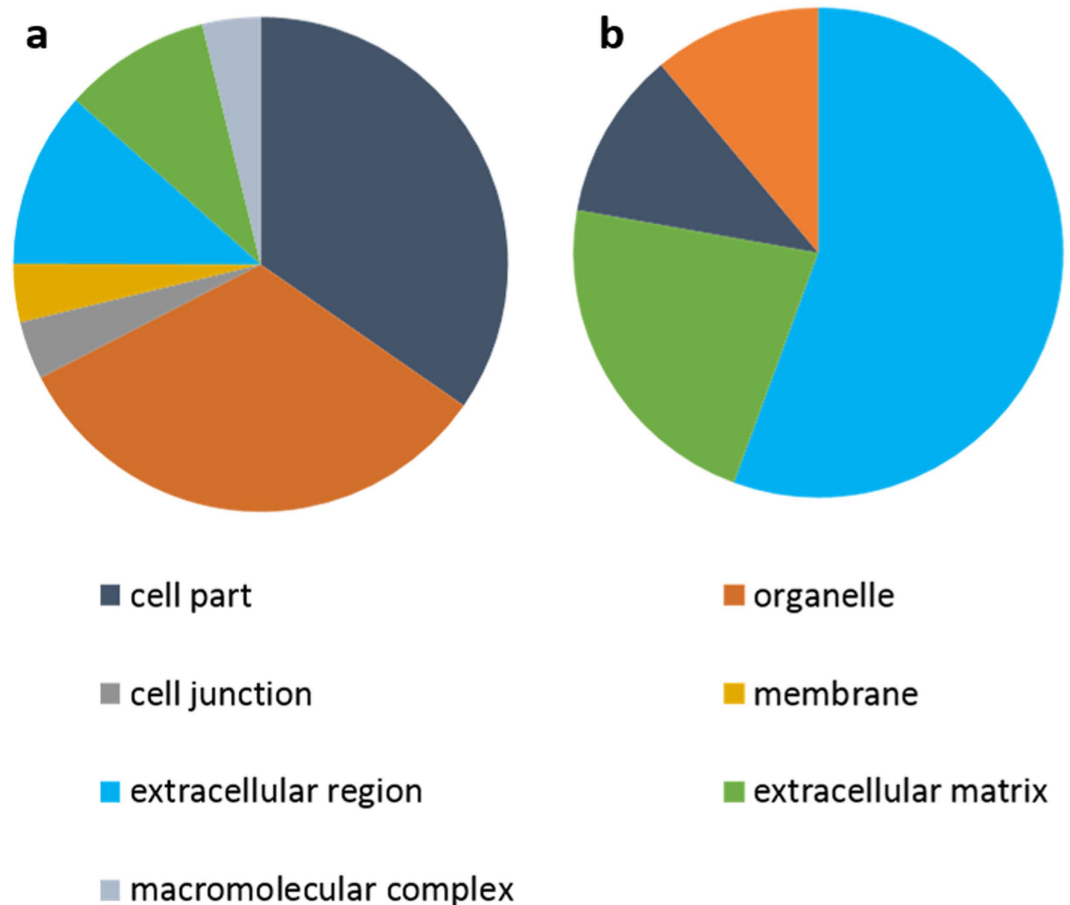 a
b
cell part
organelle
cell junction
membrane
extracellular region
extracellular matrix
macromolecular complex